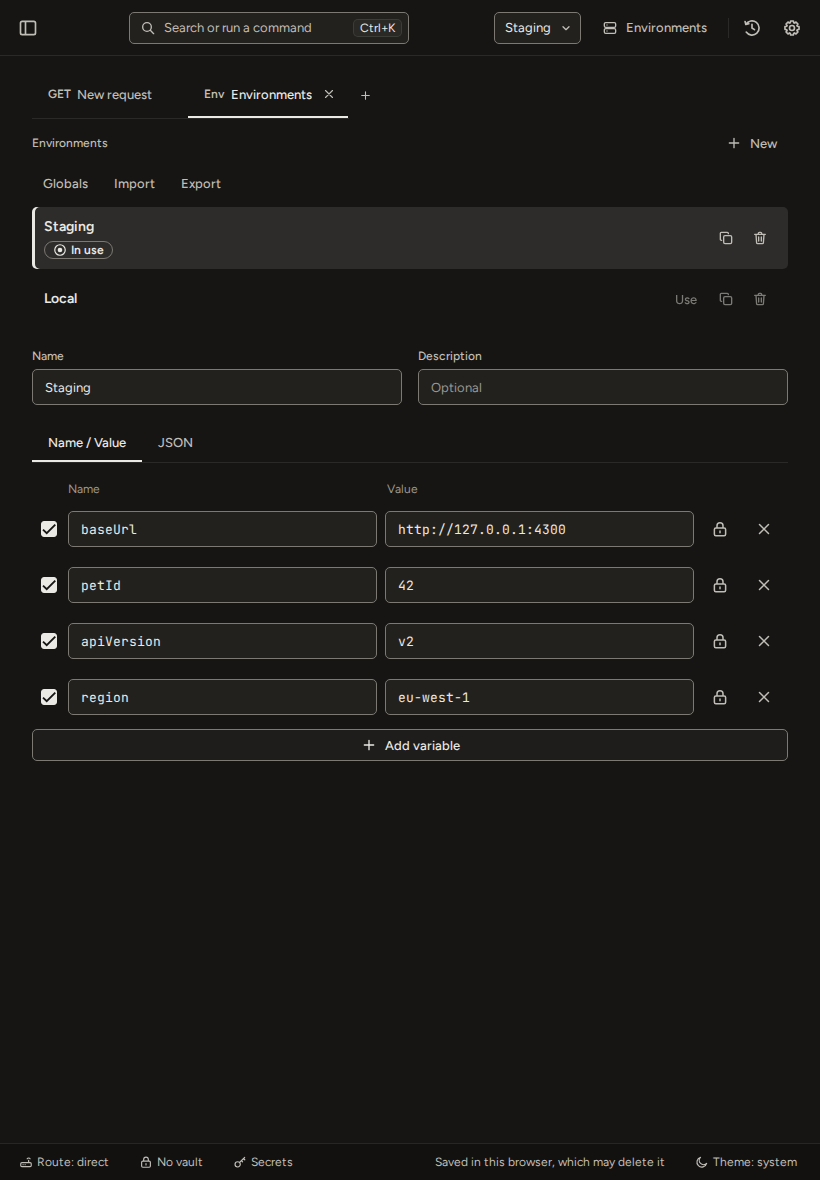 Search or run a command Ctrl+K Staging Environments
GET New request Env Environments
Environments New
Globals Import Export
Staging
In use
Local Use
Name Description
Staging Optional
Name / Value JSON
Name Value
baseUrl http://127.0.0.1:4300
petId 42
apiVersion v2
region eu-west-1
Add variable
Route: direct No vault Secrets Saved in this browser, which may delete it Theme: system